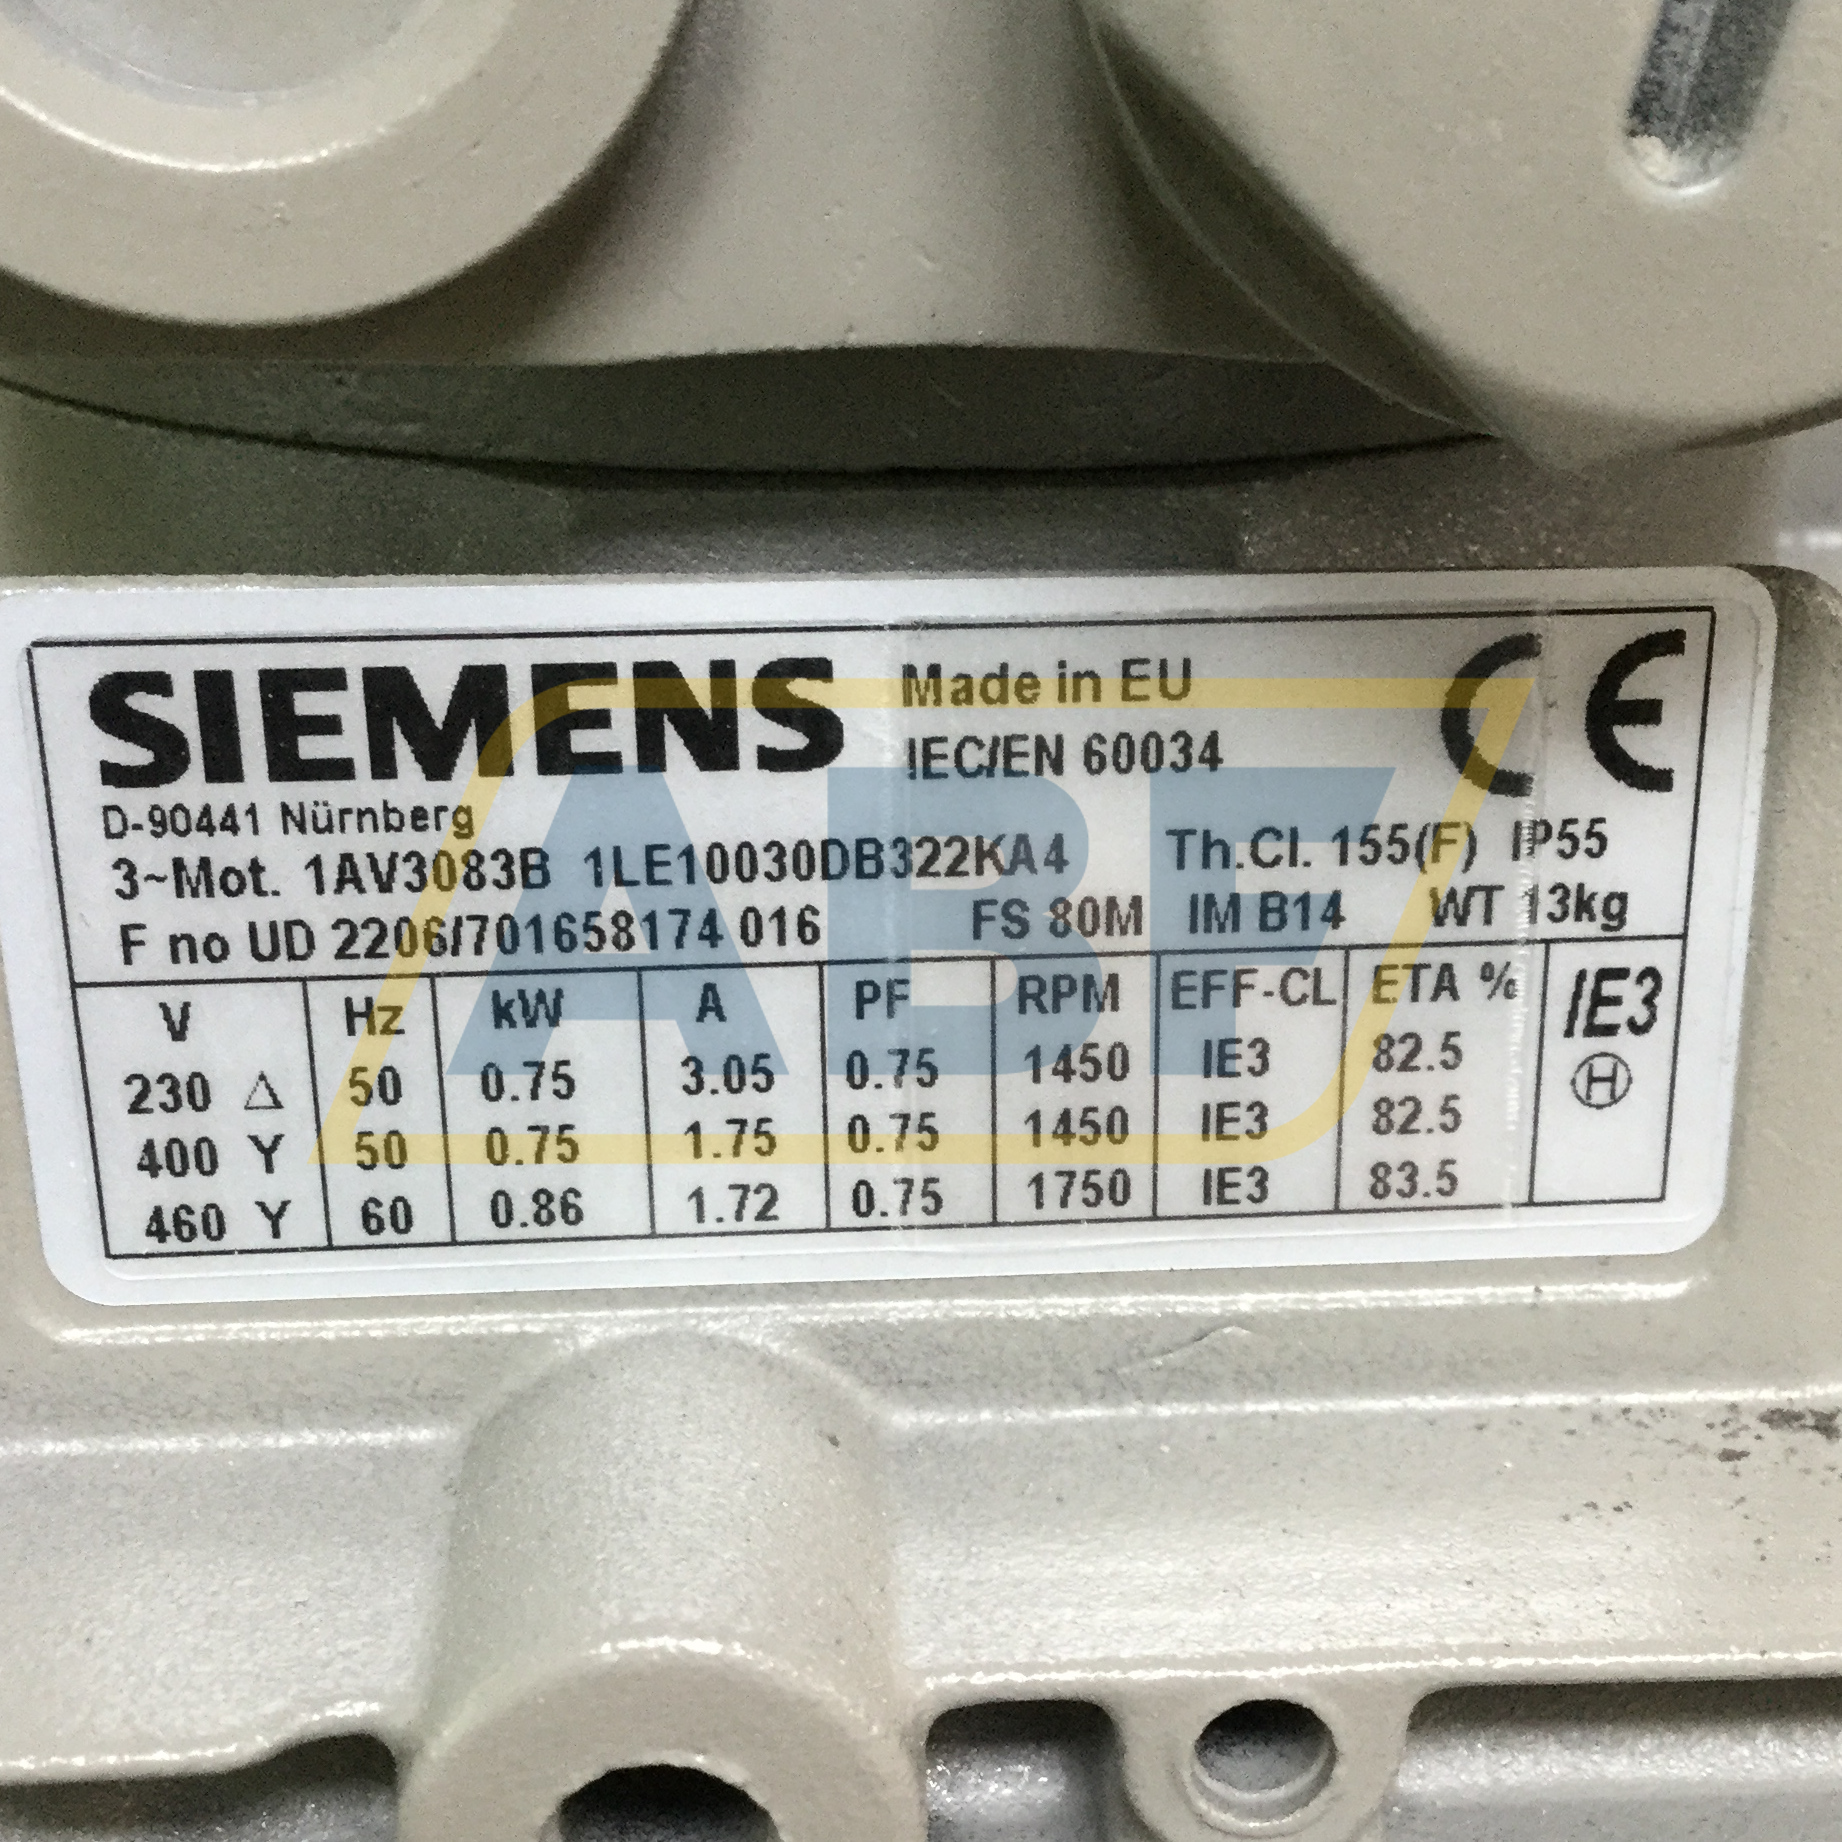 SIEMENS Made in EU CE
IEC/EN 60034
D-90441 Nürnberg
3~Mot. 1AV3083B 1LE10030DB322KA4 Th.Cl. 155(F) IP55
F no UD 2206/701658174 016 FS 80M IM B14 WT 13kg
V Hz kW A PF RPM EFF-CL ETA % IE3
230 Δ 50 0.75 3.05 0.75 1450 IE3 82.5 H
400 Y 50 0.75 1.75 0.75 1450 IE3 82.5
460 Y 60 0.86 1.72 0.75 1750 IE3 83.5
ABF